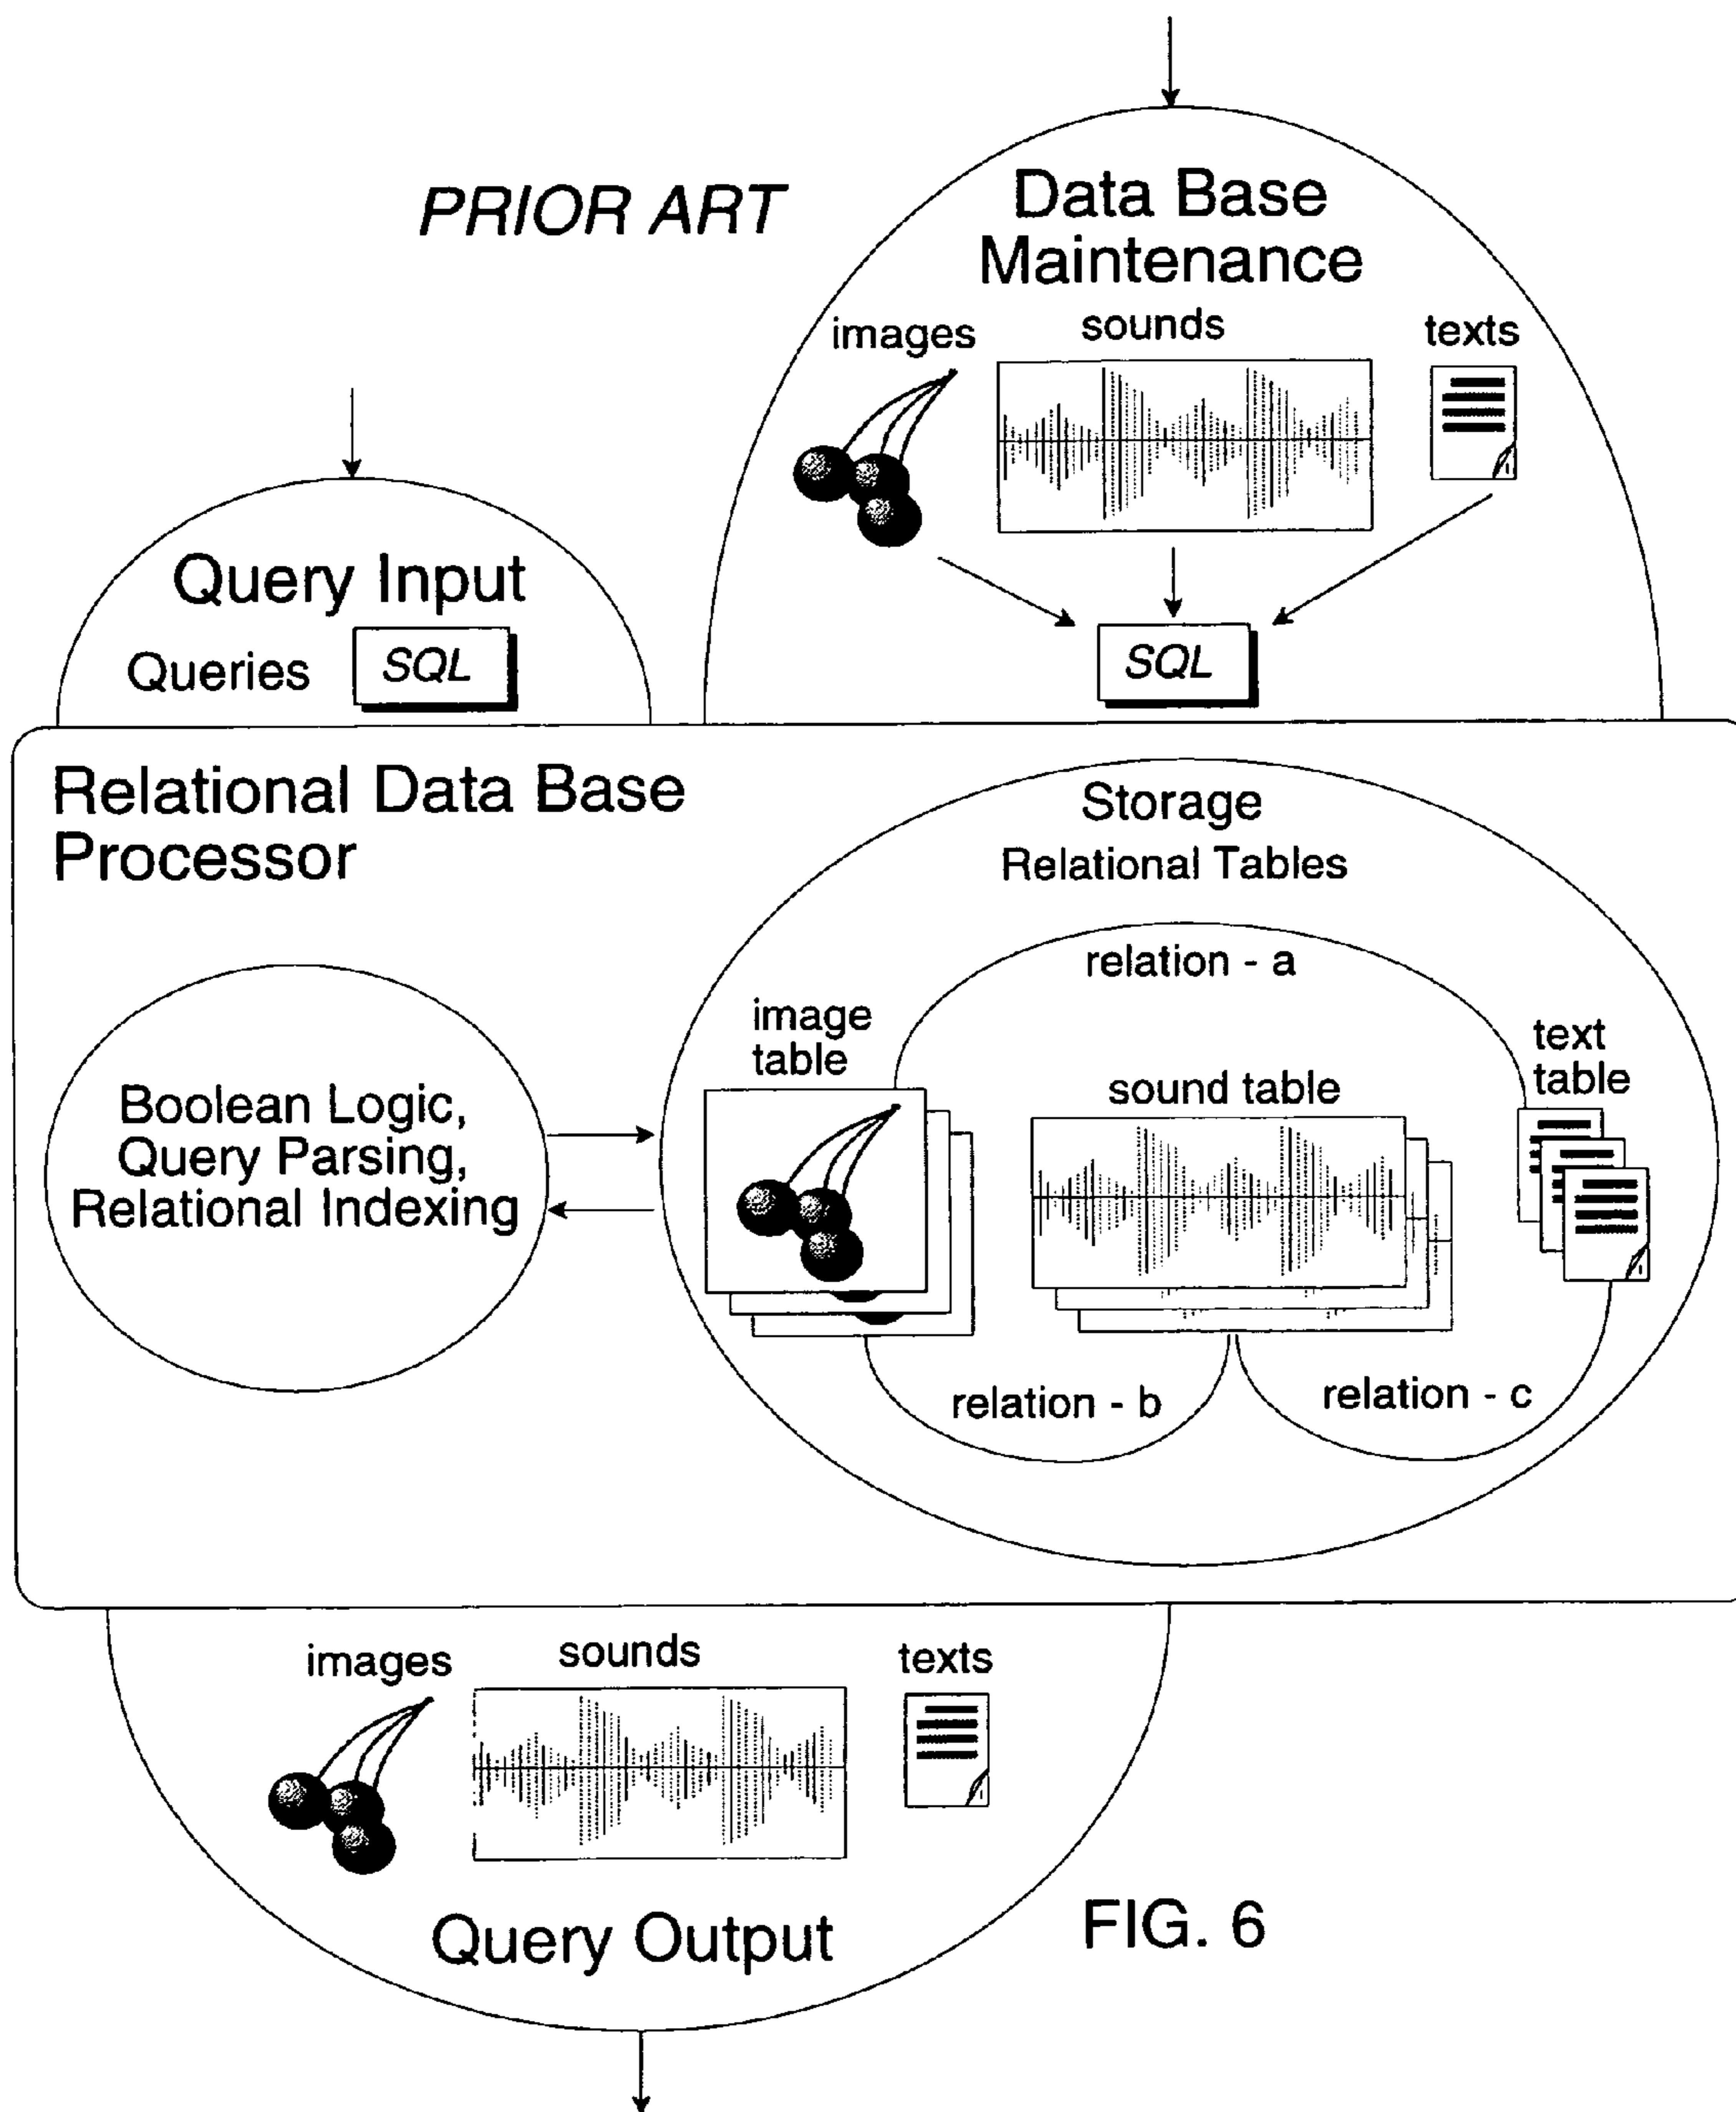 PRIOR ART
Data Base
Maintenance
images
sounds
texts
SQL
Query Input
Queries
SQL
Relational Data Base
Processor
Storage
Relational Tables
relation - a
image
table
sound table
text
table
Boolean Logic,
Query Parsing,
Relational Indexing
relation - b
relation - c
images
sounds
texts
Query Output
FIG. 6